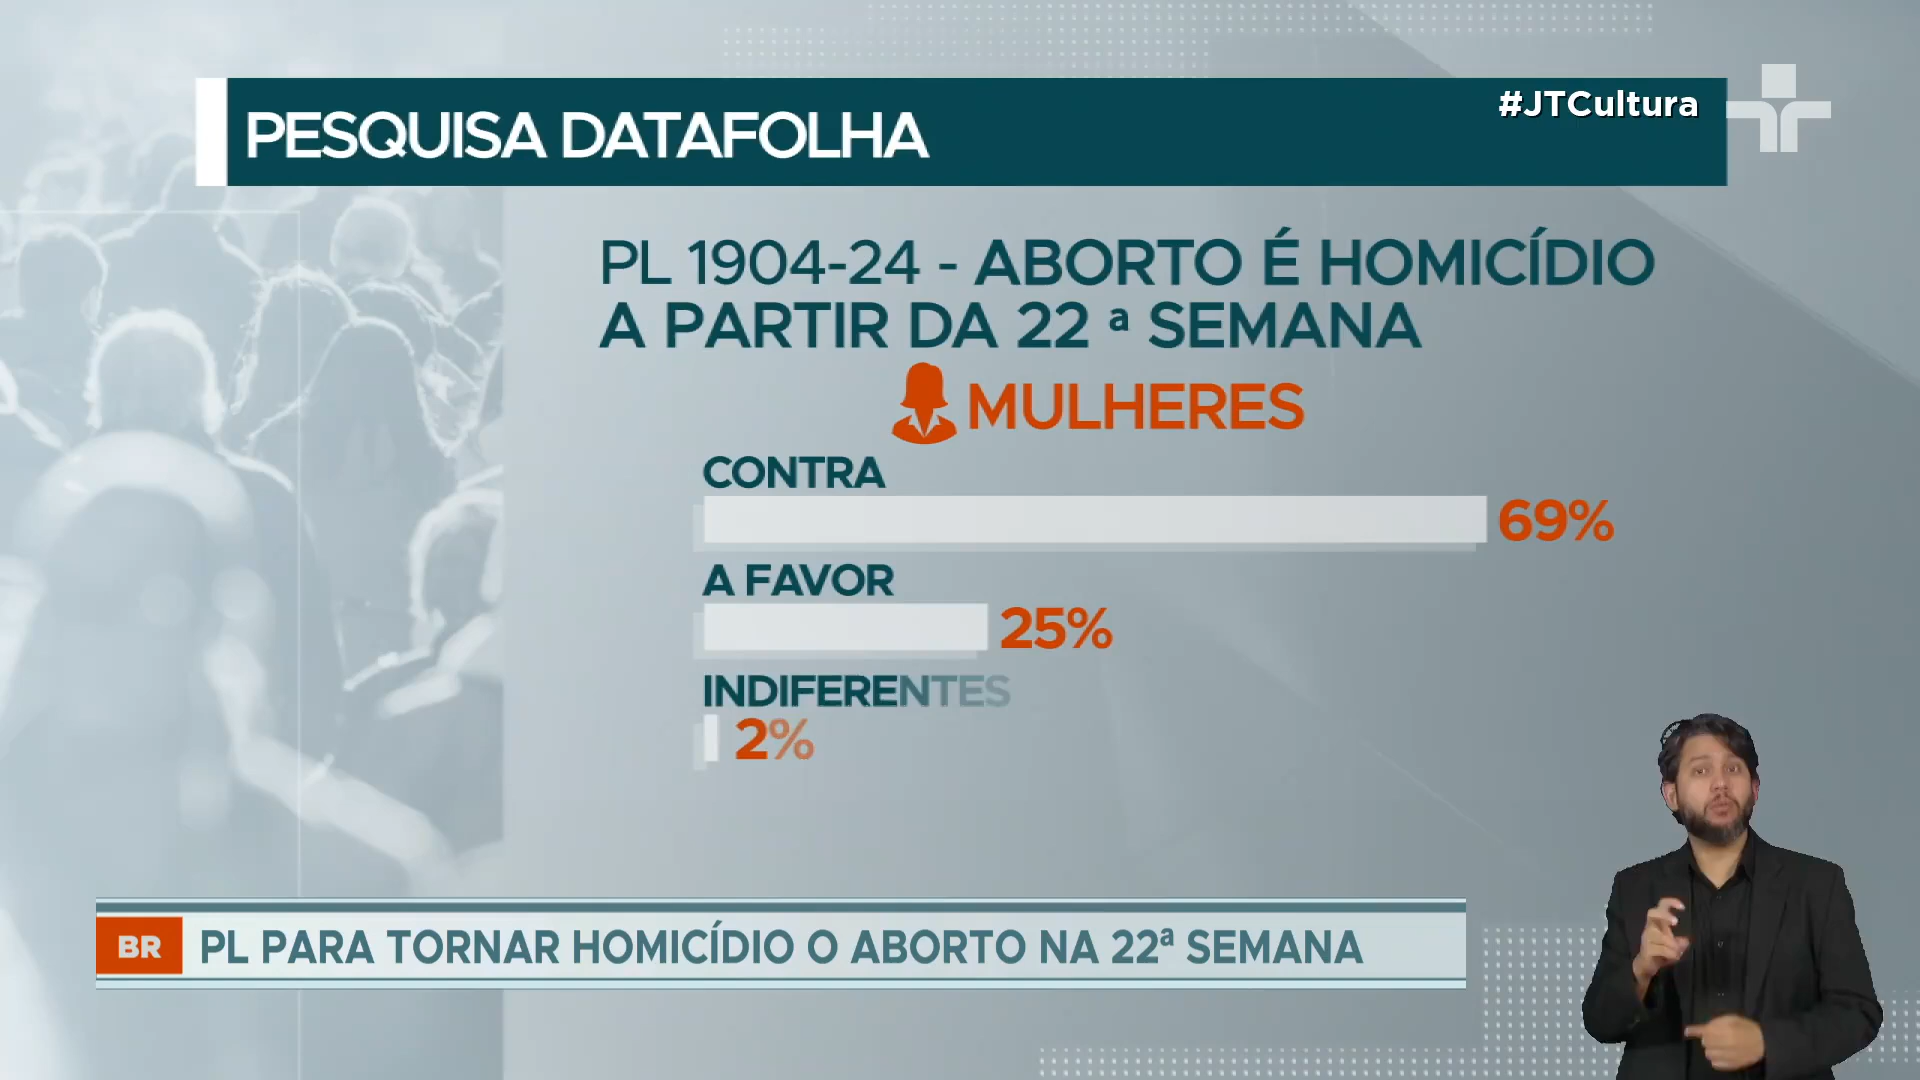 #JTCultura
PESQUISA DATAFOLHA
PL 1904-24 - ABORTO É HOMICÍDIO
A PARTIR DA 22 ª SEMANA
MULHERES
CONTRA
69%
A FAVOR
25%
INDIFERENTES
2%
BR PL PARA TORNAR HOMICÍDIO O ABORTO NA 22ª SEMANA